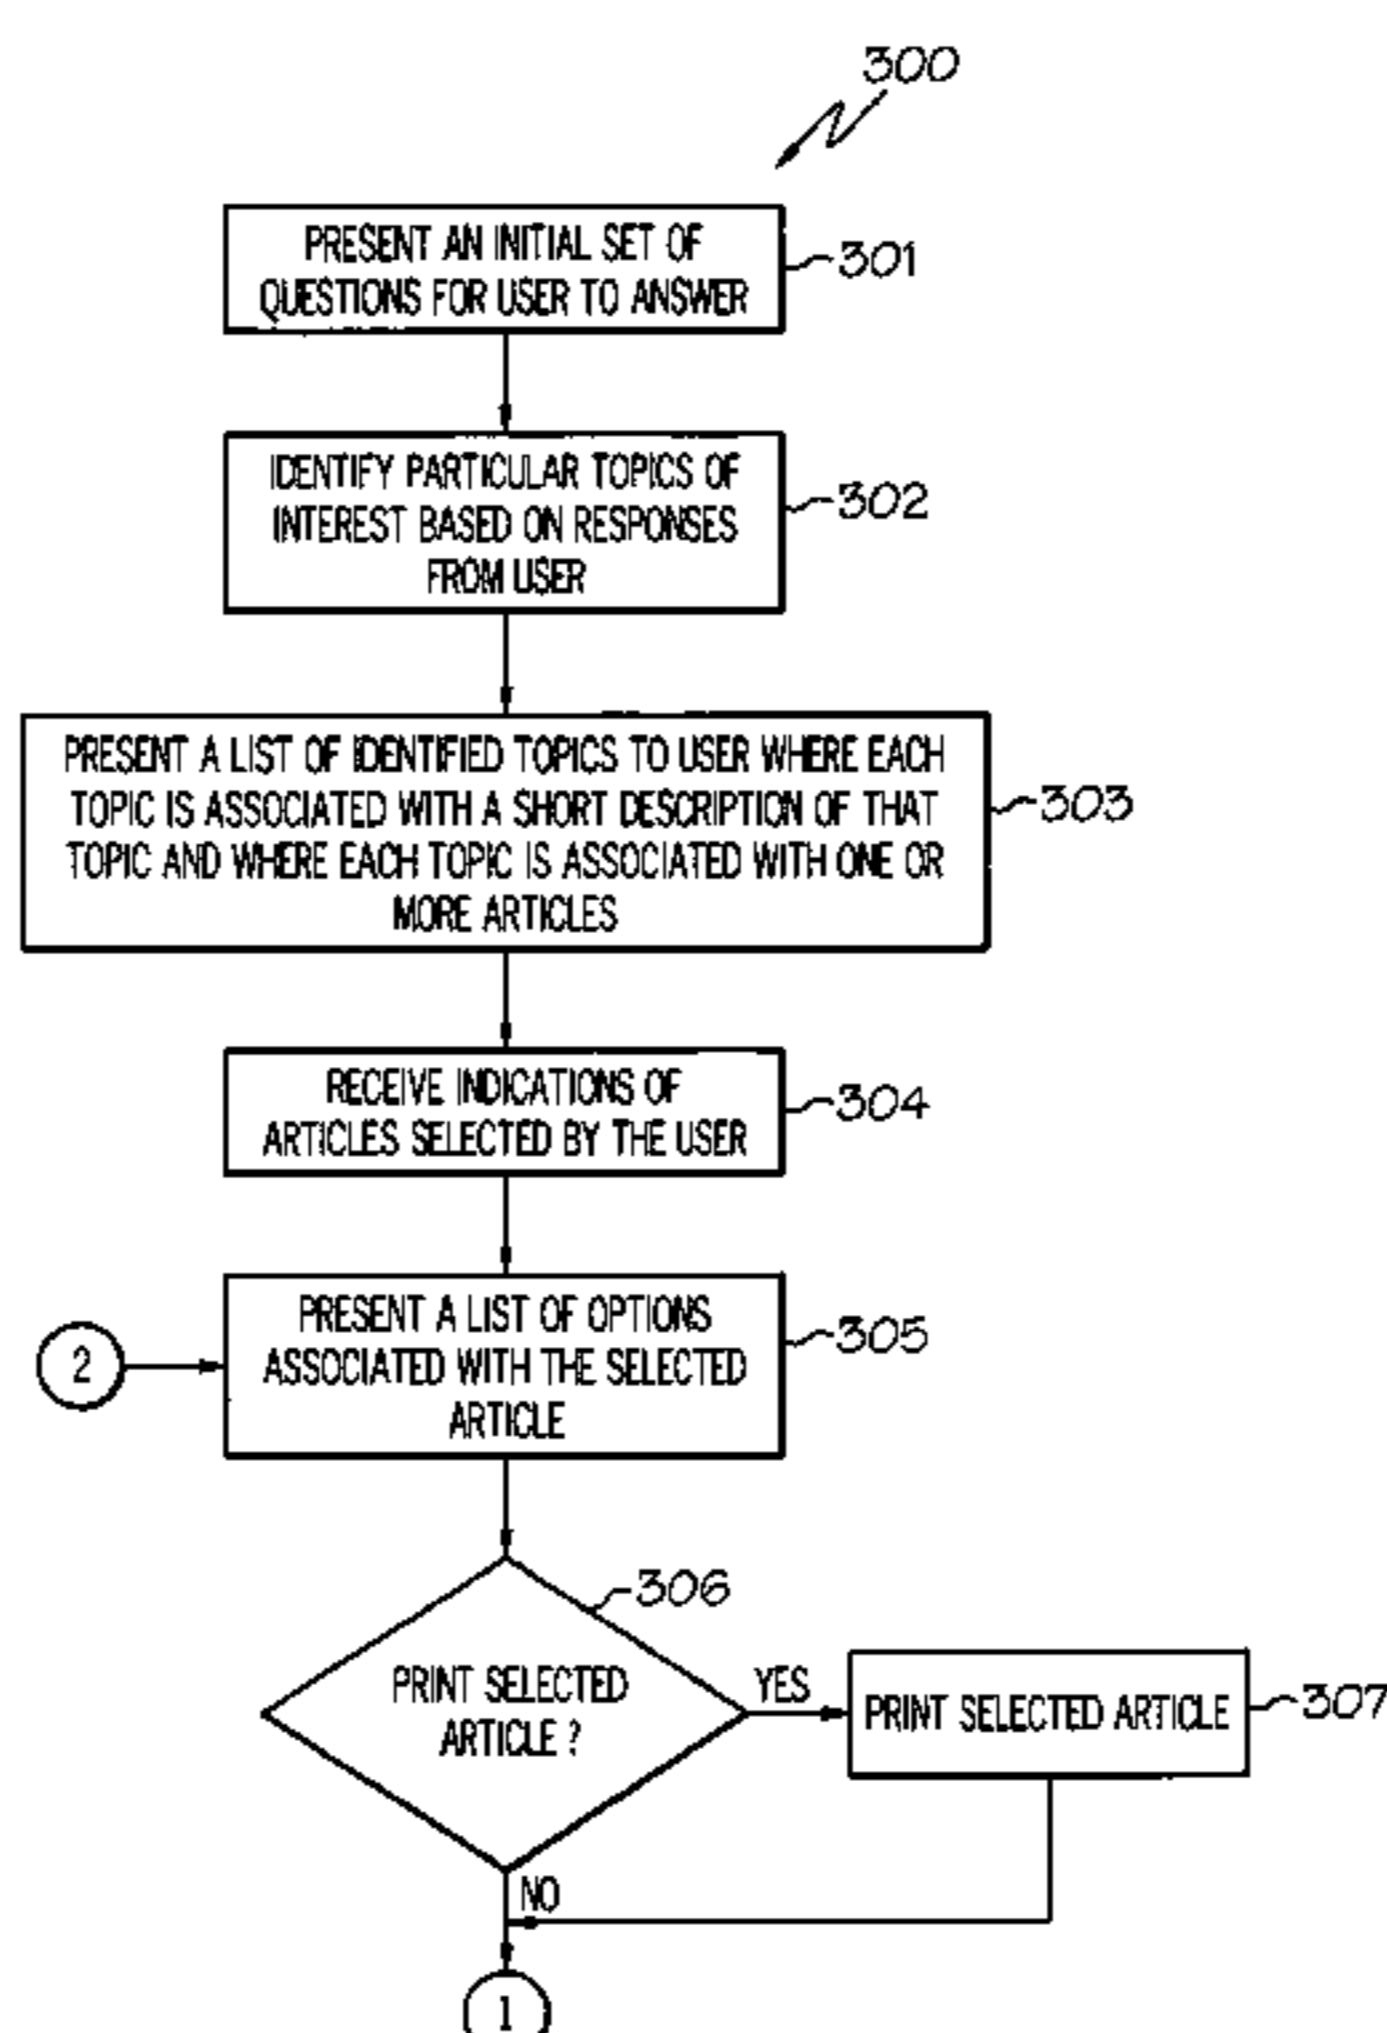 300
PRESENT AN INITIAL SET OF
QUESTIONS FOR USER TO ANSWER
301
IDENTIFY PARTICULAR TOPICS OF
INTEREST BASED ON RESPONSES
FROM USER
302
PRESENT A LIST OF IDENTIFIED TOPICS TO USER WHERE EACH
TOPIC IS ASSOCIATED WITH A SHORT DESCRIPTION OF THAT
TOPIC AND WHERE EACH TOPIC IS ASSOCIATED WITH ONE OR
MORE ARTICLES
303
RECEIVE INDICATIONS OF
ARTICLES SELECTED BY THE USER
304
2
PRESENT A LIST OF OPTIONS
ASSOCIATED WITH THE SELECTED
ARTICLE
305
306
PRINT SELECTED
ARTICLE ?
YES
PRINT SELECTED ARTICLE
307
NO
1